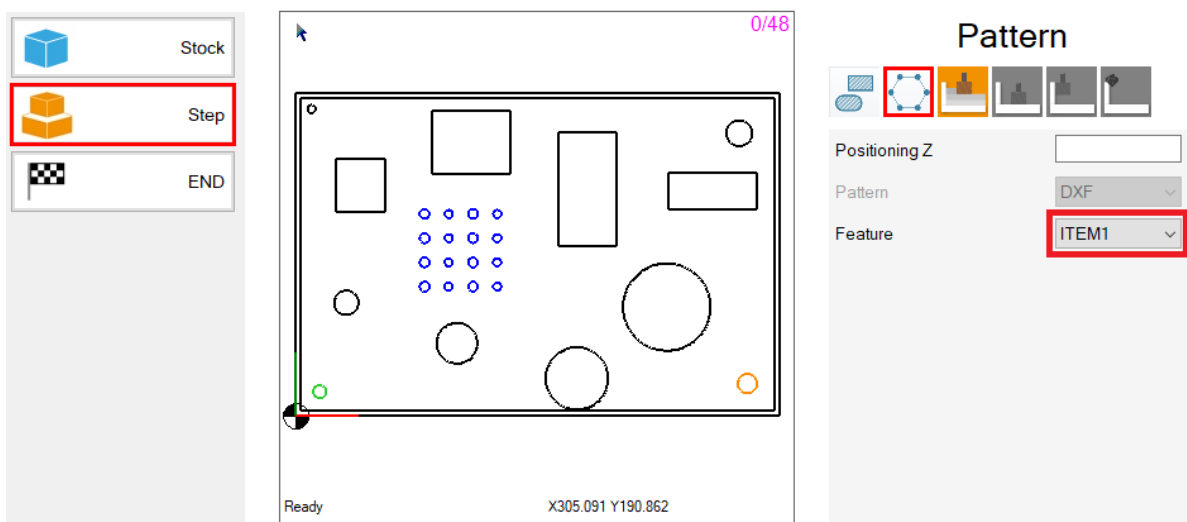 Stock
Step
END
0/48
Ready
X305.091 Y190.862
Pattern
Positioning Z
Pattern
DXF
Feature
ITEM1